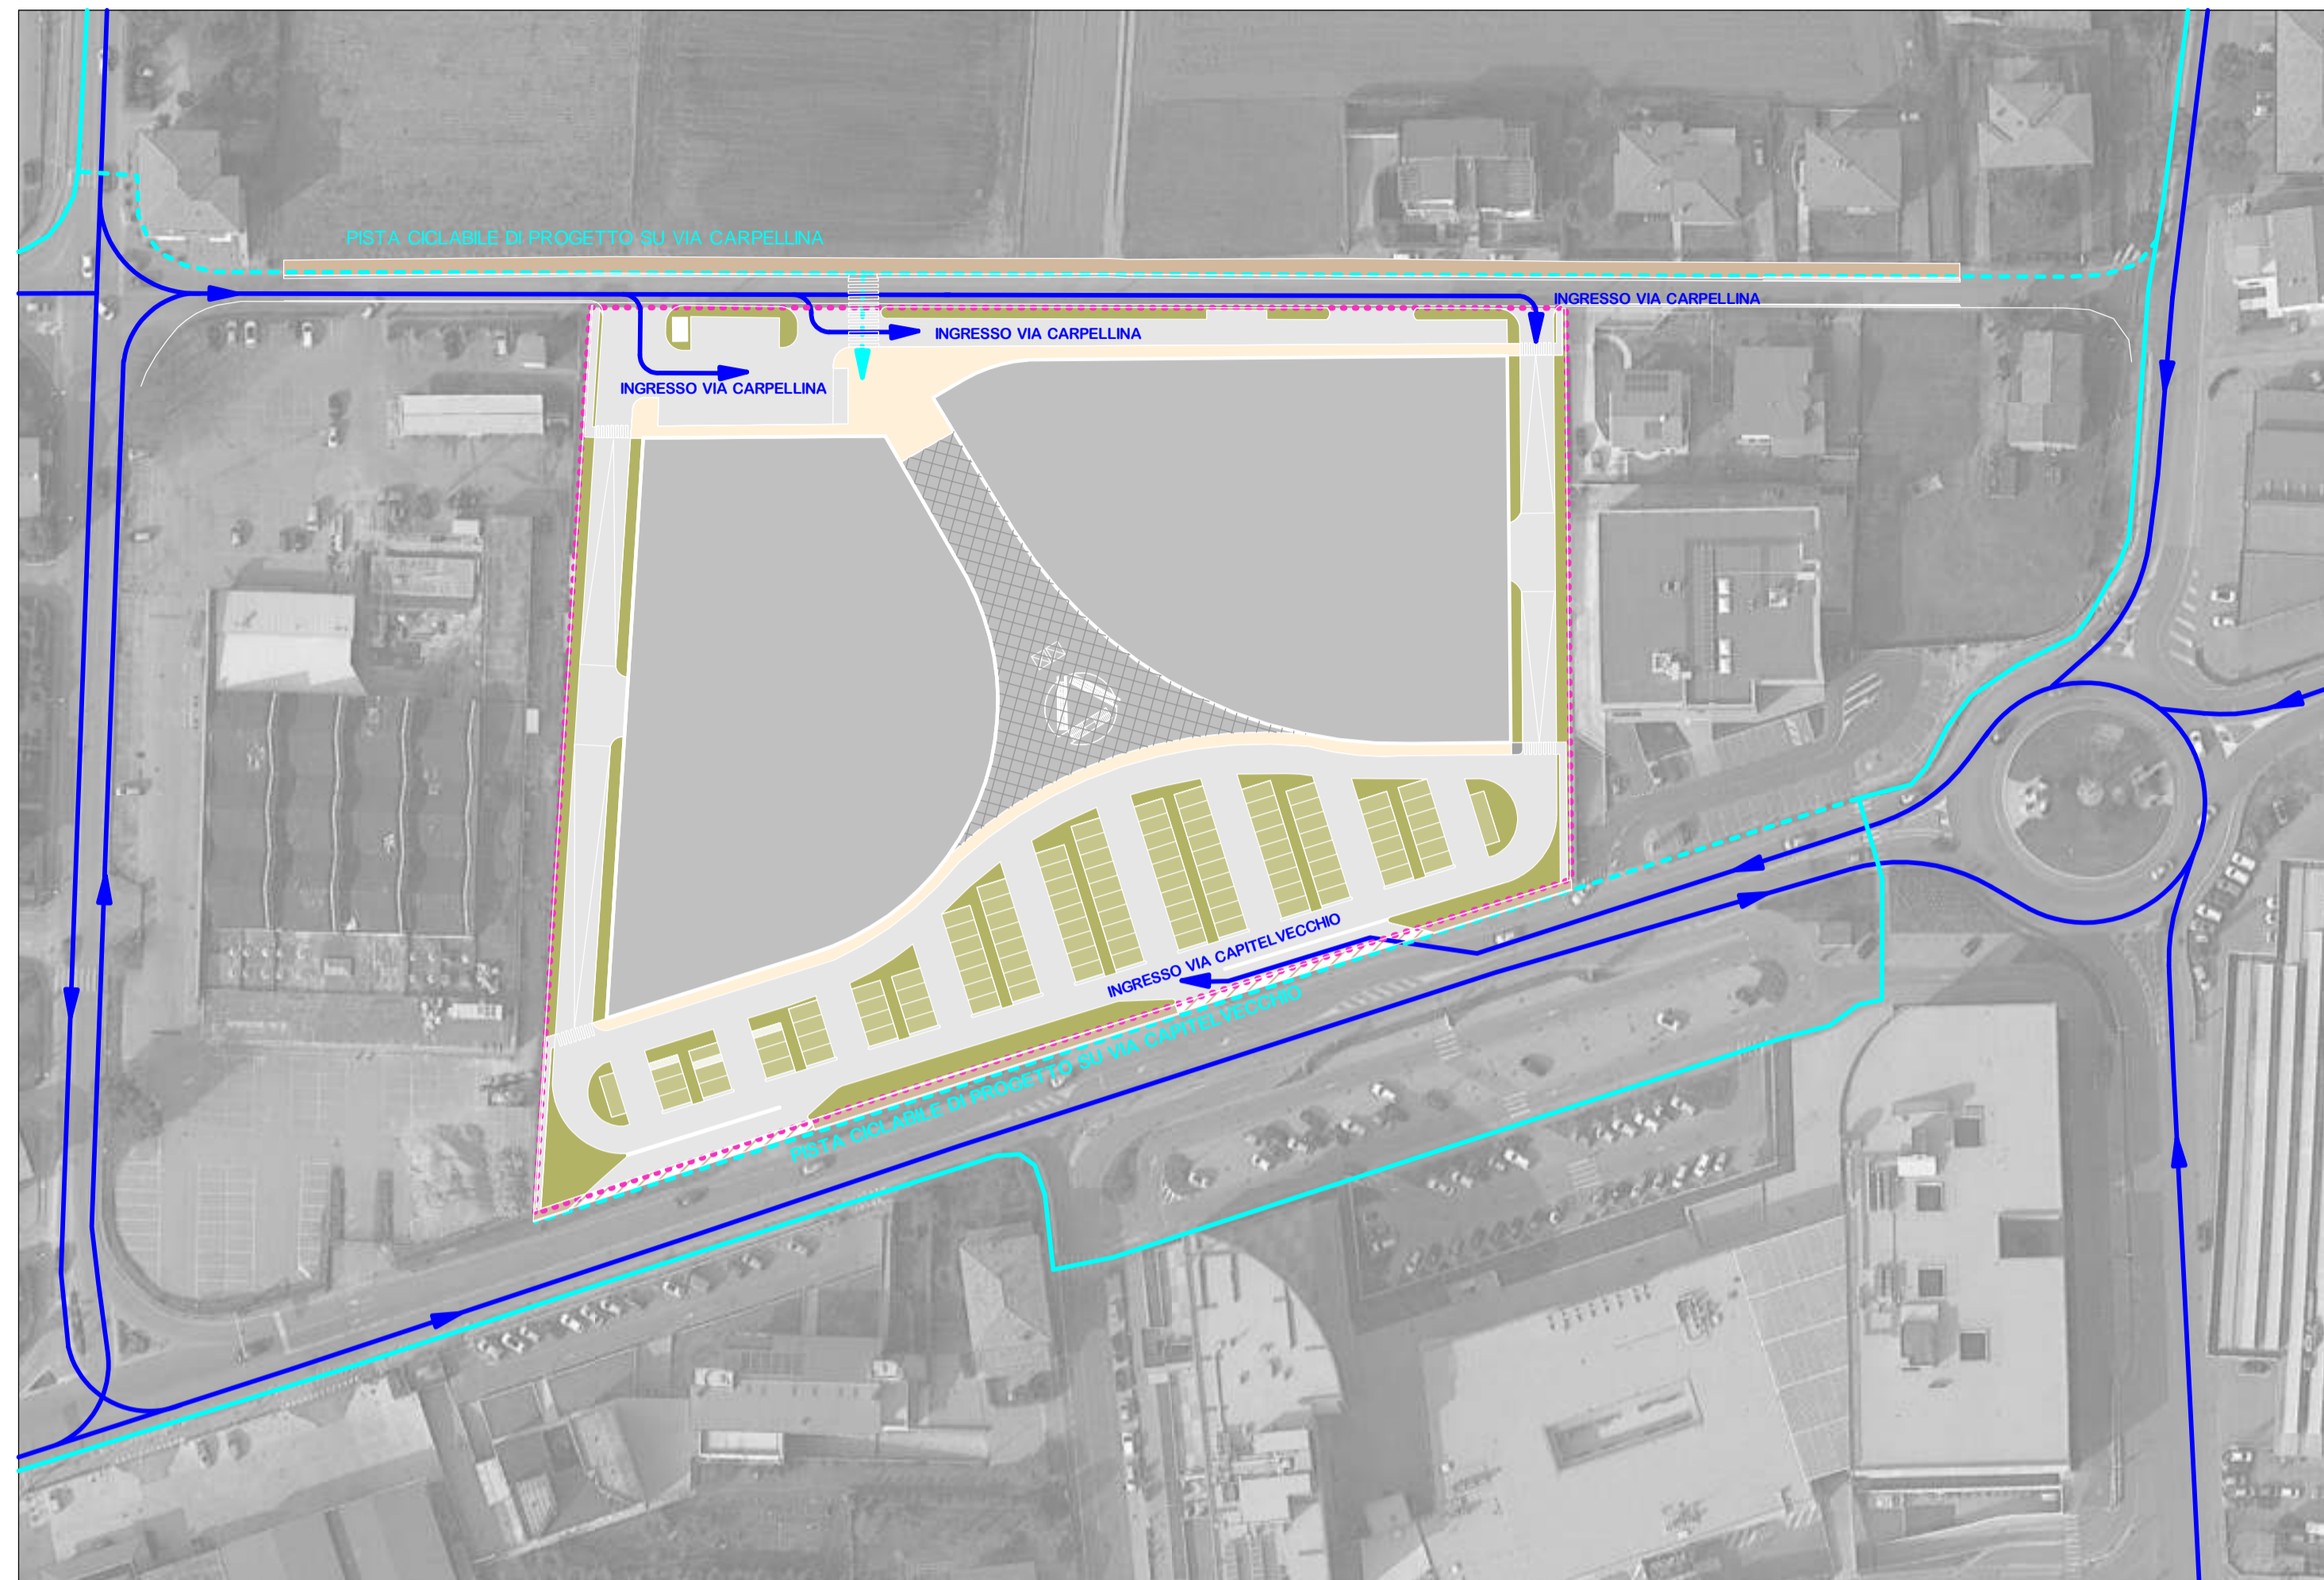 PISTA CICLABILE DI PROGETTO SU VIA CARPELLINA
INGRESSO VIA CARPELLINA
INGRESSO VIA CARPELLINA
INGRESSO VIA CARPELLINA
INGRESSO VIA CAPITELVECCHIO
PISTA CICLABILE DI PROGETTO SU VIA CAPITELVECCHIO